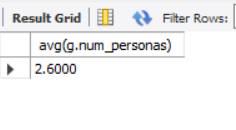 Result Grid Filter Rows:
avg(g.num_personas)
2.6000